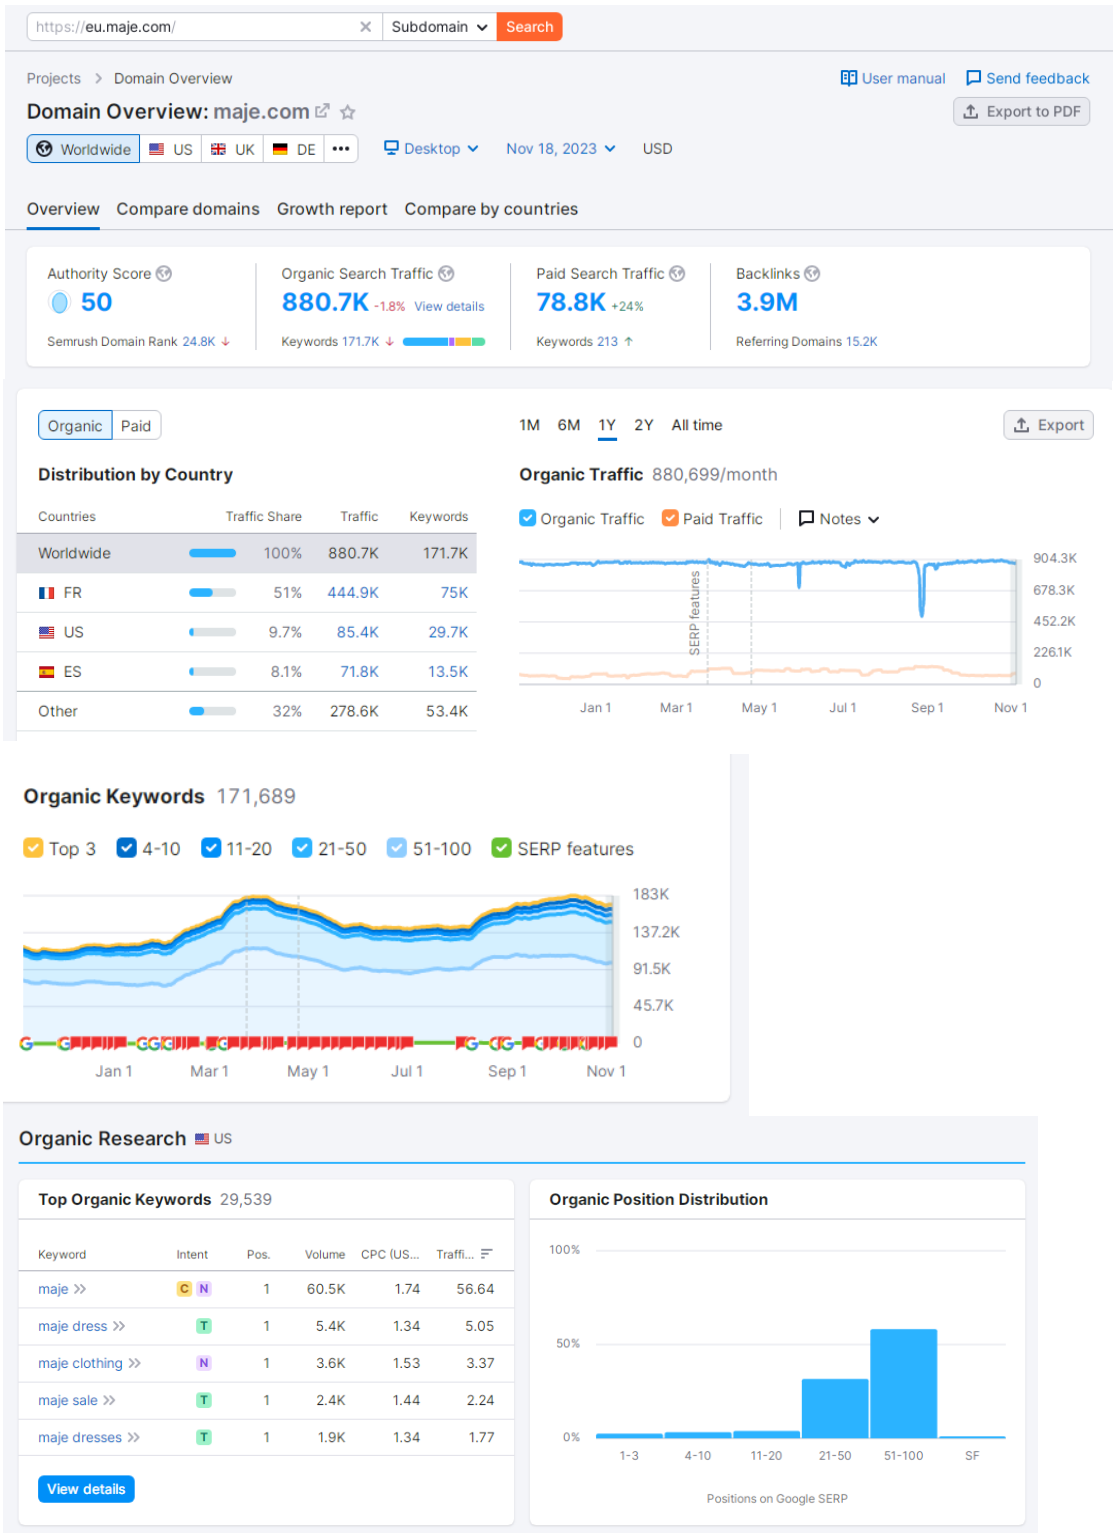 https://eu.maje.com/ Subdomain Search
Projects > Domain Overview User manual Send feedback
Domain Overview: maje.com Export to PDF
Worldwide US UK DE ••• Desktop Nov 18, 2023 USD
Overview Compare domains Growth report Compare by countries
Authority Score Organic Search Traffic Paid Search Traffic Backlinks
50 880.7K -1.8% View details 78.8K +24% 3.9M
Semrush Domain Rank 24.8K ↓ Keywords 171.7K ↓ Keywords 213 ↑ Referring Domains 15.2K
Organic Paid 1M 6M 1Y 2Y All time Export
Distribution by Country Organic Traffic 880,699/month
Countries Traffic Share Traffic Keywords
Organic Traffic Paid Traffic Notes
Worldwide 100% 880.7K 171.7K
FR 51% 444.9K 75K
US 9.7% 85.4K 29.7K
ES 8.1% 71.8K 13.5K
Other 32% 278.6K 53.4K
904.3K
678.3K
452.2K
226.1K
0
SERP features
Jan 1 Mar 1 May 1 Jul 1 Sep 1 Nov 1
Organic Keywords 171,689
Top 3 4-10 11-20 21-50 51-100 SERP features
183K
137.2K
91.5K
45.7K
0
Jan 1 Mar 1 May 1 Jul 1 Sep 1 Nov 1
Organic Research US
Top Organic Keywords 29,539
Keyword Intent Pos. Volume CPC (US... Traffi...
maje >> C N 1 60.5K 1.74 56.64
maje dress >> T 1 5.4K 1.34 5.05
maje clothing >> N 1 3.6K 1.53 3.37
maje sale >> T 1 2.4K 1.44 2.24
maje dresses >> T 1 1.9K 1.34 1.77
View details
Organic Position Distribution
100%
50%
0%
1-3 4-10 11-20 21-50 51-100 SF
Positions on Google SERP